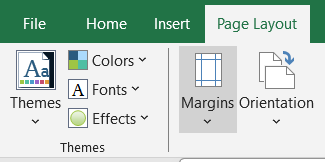 File Home Insert Page Layout
Aa Colors
A Fonts
Themes Effects Margins Orientation
Themes